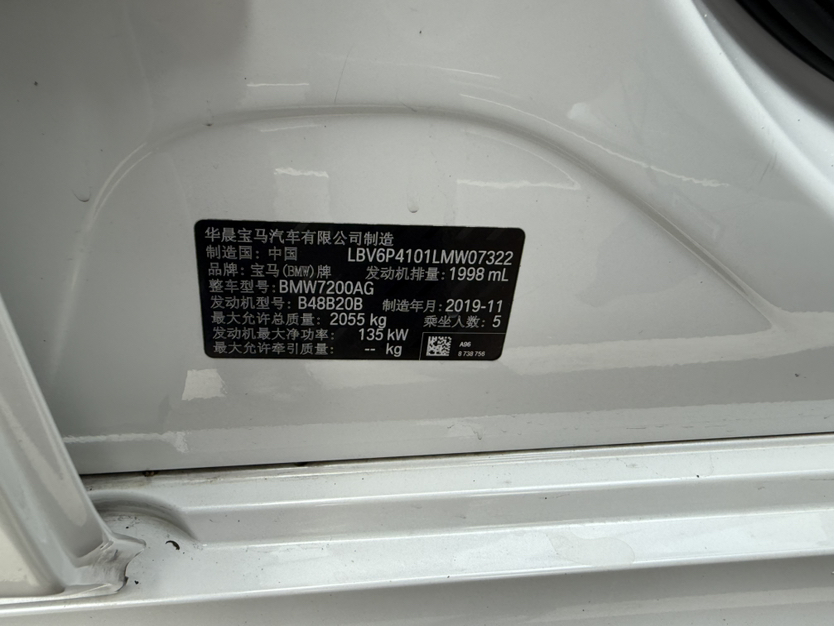 华晨宝马汽车有限公司制造
制造国: 中国 LBV6P4101LMW07322
品牌: 宝马(BMW)牌 发动机排量: 1998 mL
整车型号: BMW7200AG
发动机型号: B48B20B 制造年月: 2019-11
最大允许总质量: 2055 kg 乘坐人数: 5
发动机最大净功率: 135 kW
最大允许牵引质量: -- kg
A96
8 738 756